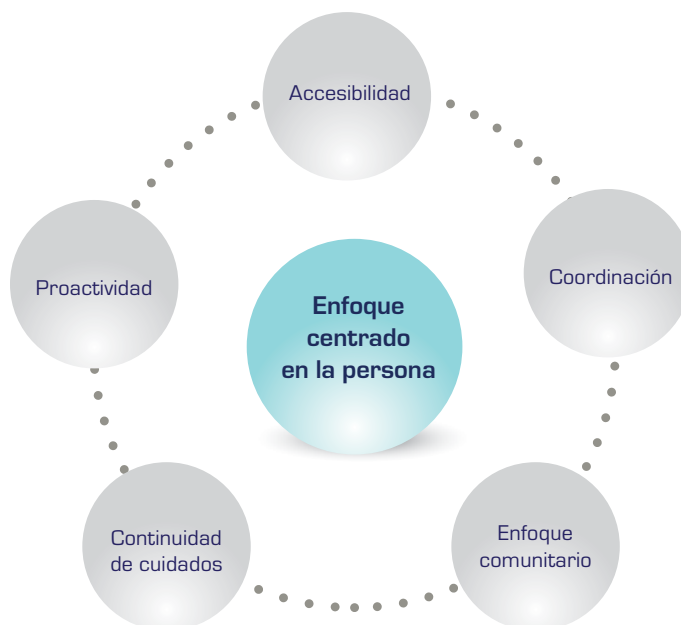 Accesibilidad
Proactividad
Coordinación
Enfoque
centrado
en la persona
Continuidad
de cuidados
Enfoque
comunitario